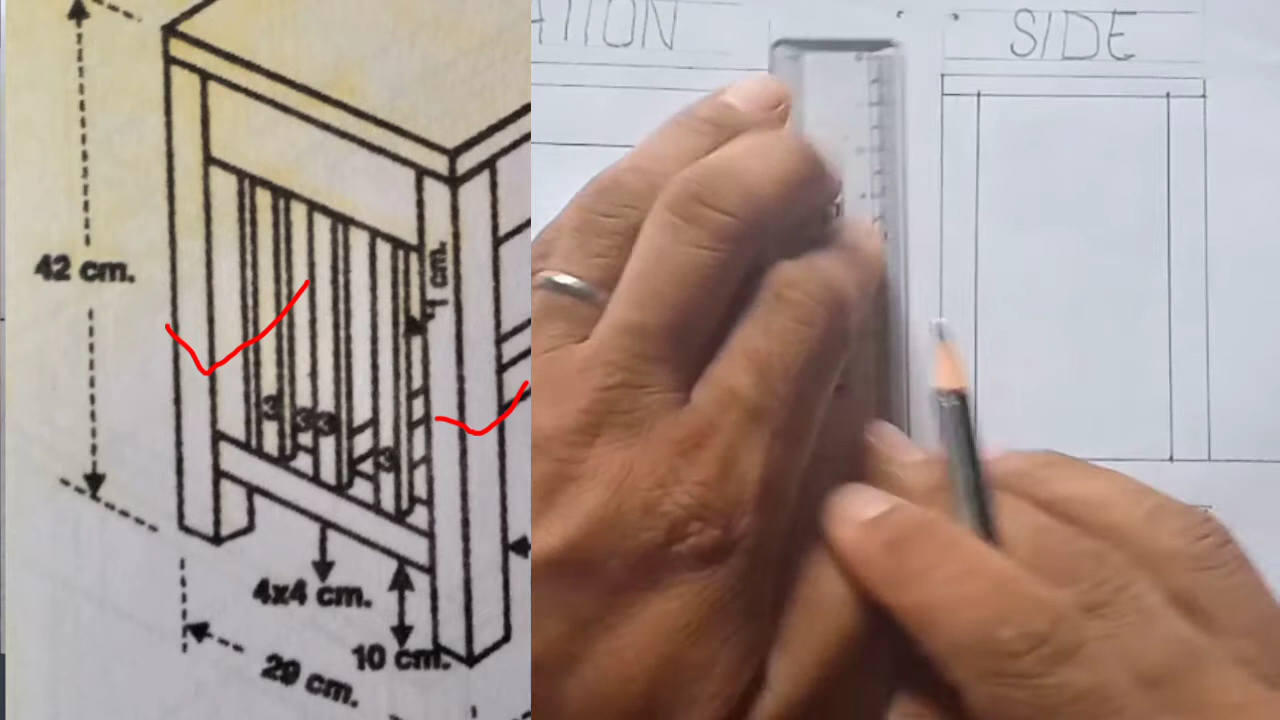 42 cm.
1 cm.
3 3 3 3
4x4 cm.
10 cm.
29 cm.
ATION
SIDE